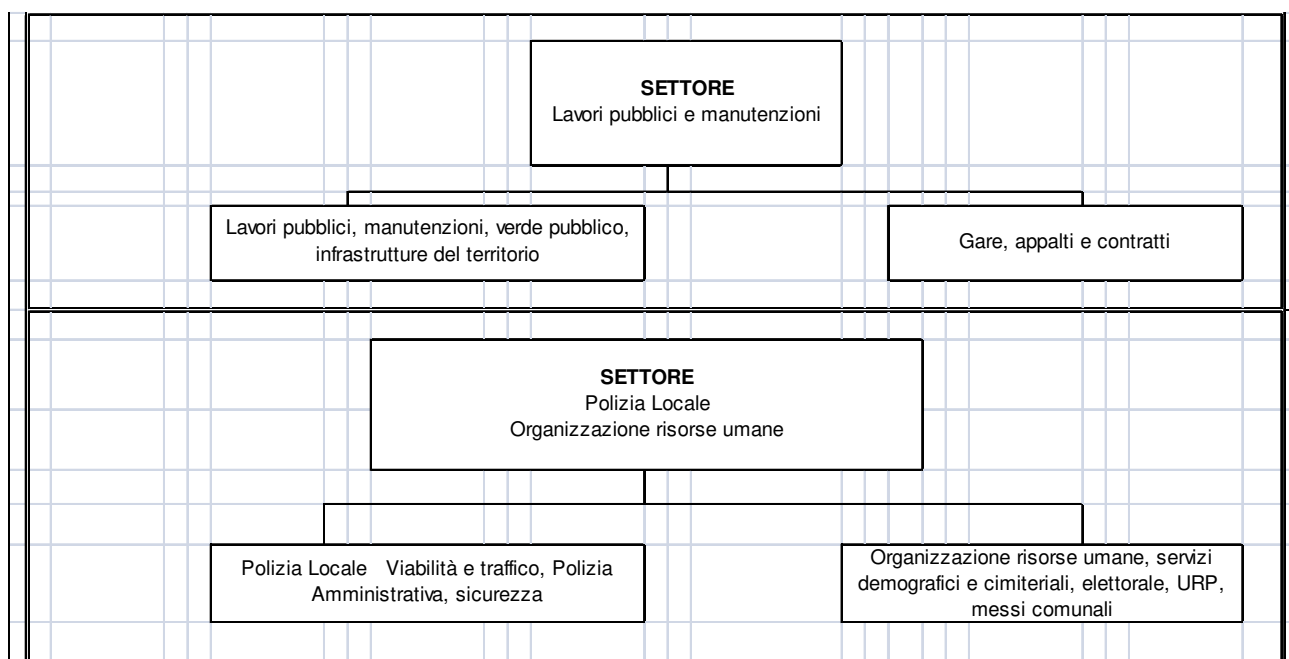 SETTORE
Lavori pubblici e manutenzioni
Lavori pubblici, manutenzioni, verde pubblico,
infrastrutture del territorio
Gare, appalti e contratti
SETTORE
Polizia Locale
Organizzazione risorse umane
Polizia Locale   Viabilità e traffico, Polizia
Amministrativa, sicurezza
Organizzazione risorse umane, servizi
demografici e cimiteriali, elettorale, URP,
messi comunali